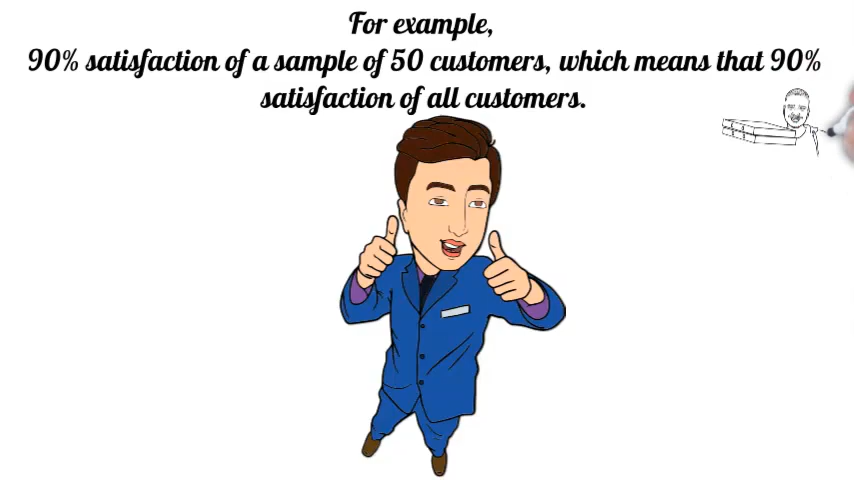 For example,
90% satisfaction of a sample of 50 customers, which means that 90%
satisfaction of all customers.